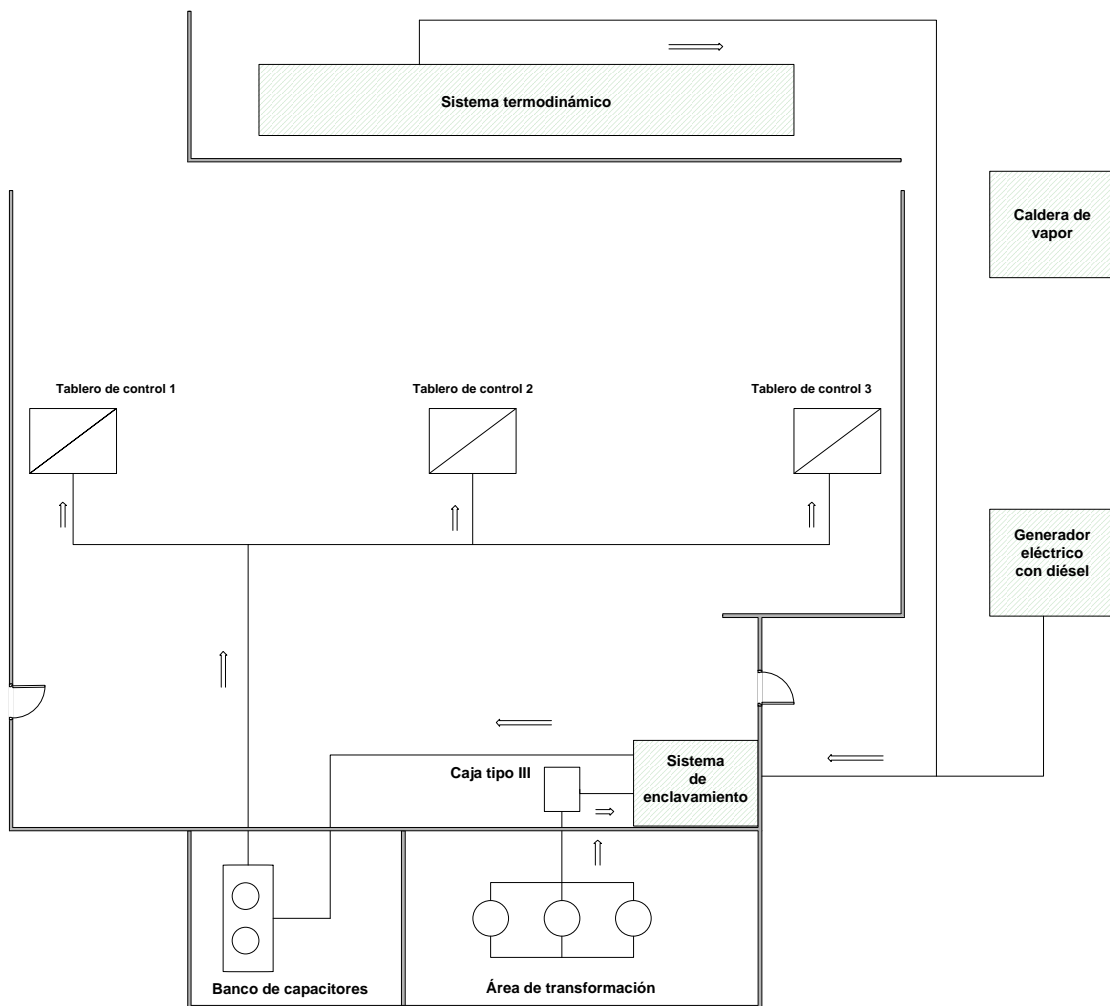 Sistema termodinámico
Caldera de
vapor
Tablero de control 1
Tablero de control 2
Tablero de control 3
Generador
eléctrico
con diésel
Sistema
de
enclavamiento
Caja tipo III
Banco de capacitores
Área de transformación